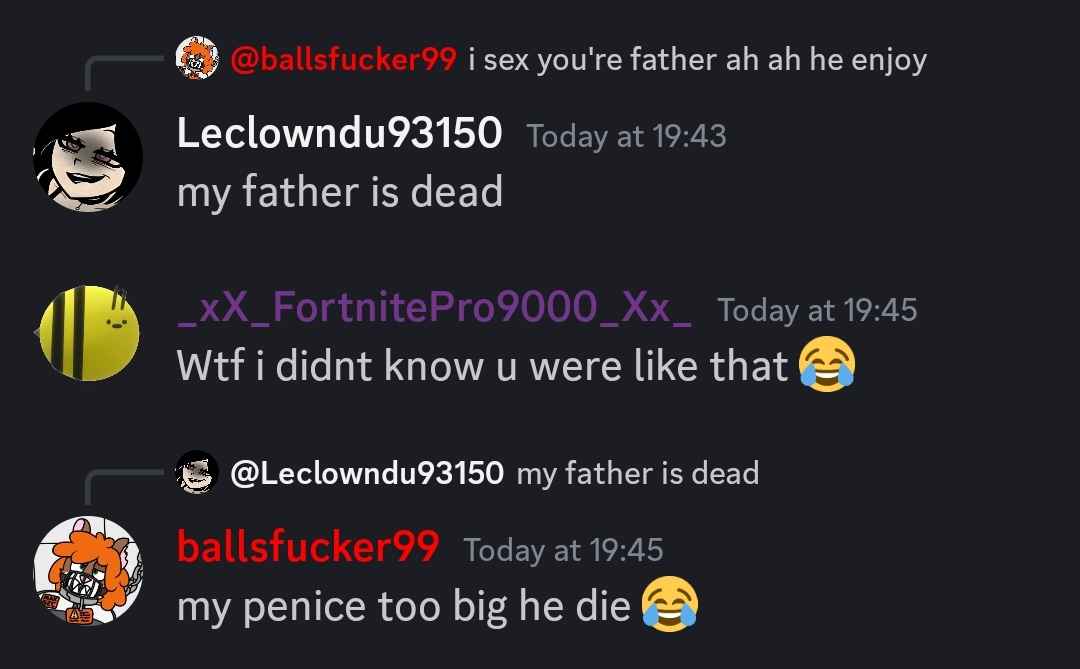 @ballsfucker99 i sex you're father ah ah he enjoy
Leclowndu93150 Today at 19:43
my father is dead
_xX_FortnitePro9000_Xx_ Today at 19:45
Wtf i didnt know u were like that 😂
@Leclowndu93150 my father is dead
ballsfucker99 Today at 19:45
my penice too big he die 😂